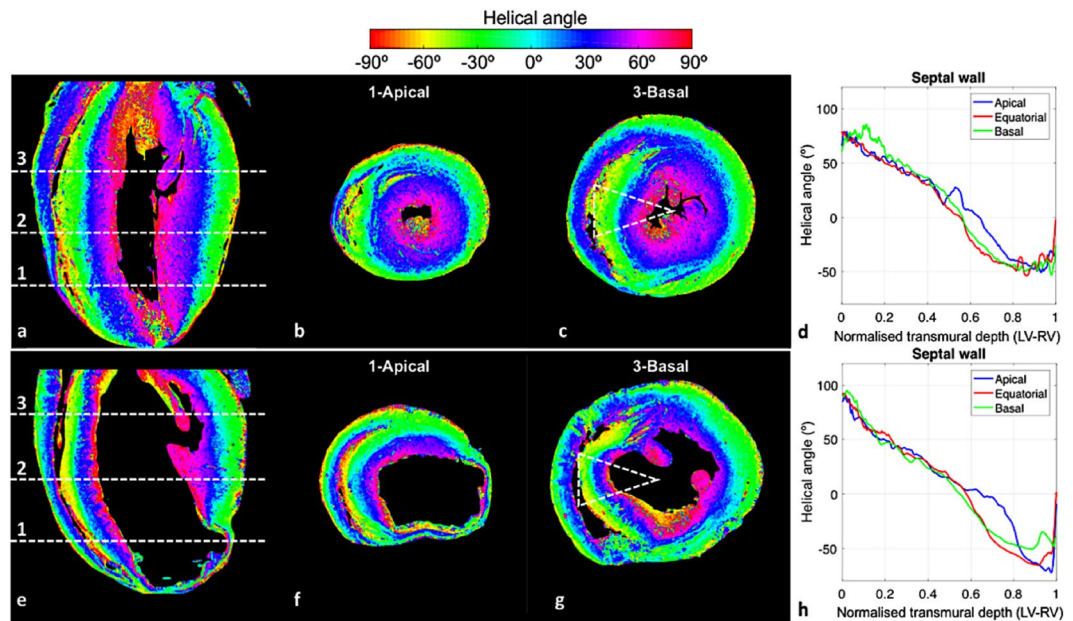 Helical angle
-90º -60º -30º 0º 30º 60º 90º
1-Apical
3-Basal
3
2
1
a
b
c
Septal wall
Apical
Equatorial
Basal
100
50
0
-50
Helical angle (º)
0 0.2 0.4 0.6 0.8 1
Normalised transmural depth (LV-RV)
d
1-Apical
3-Basal
3
2
1
e
f
g
Septal wall
Apical
Equatorial
Basal
100
50
0
-50
Helical angle (º)
0 0.2 0.4 0.6 0.8 1
Normalised transmural depth (LV-RV)
h